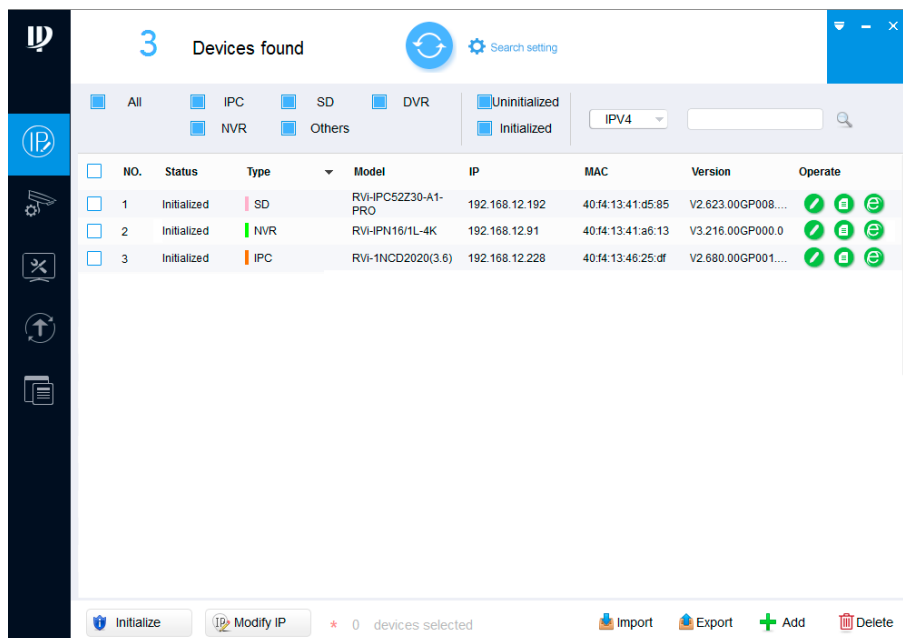 3 Devices found Search setting
All IPC SD DVR Uninitialized
NVR Others Initialized IPV4
NO. Status Type Model IP MAC Version Operate
1 Initialized SD RVi-IPC52Z30-A1-
PRO 192.168.12.192 40:f4:13:41:d5:85 V2.623.00GP008....
2 Initialized NVR RVi-IPN16/1L-4K 192.168.12.91 40:f4:13:41:a6:13 V3.216.00GP000.0
3 Initialized IPC RVi-1NCD2020(3.6) 192.168.12.228 40:f4:13:46:25:df V2.680.00GP001....
Initialize Modify IP * 0 devices selected Import Export Add Delete